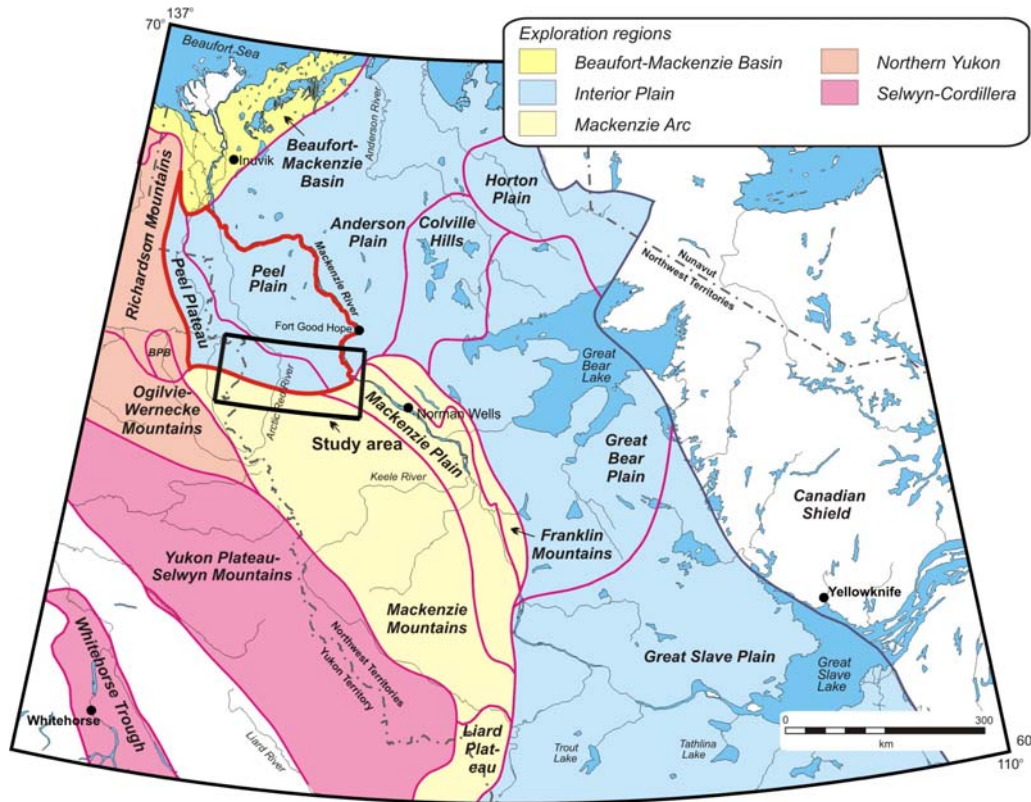 137°
70°
Beaufort Sea
Exploration regions
Beaufort-Mackenzie Basin
Interior Plain
Mackenzie Arc
Northern Yukon
Selwyn-Cordillera
Anderson River
Inuvik
Beaufort-
Mackenzie
Basin
Horton
Plain
Richardson Mountains
Anderson
Plain
Colville
Hills
Nunavut
Northwest Territories
Peel Plateau
Peel
Plain
Mackenzie River
Fort Good Hope
BPB
Great
Bear
Lake
Ogilvie-
Wernecke
Mountains
Arctic Red River
Norman Wells
Mackenzie Plain
Study area
Great
Bear
Plain
Keele River
Canadian
Shield
Franklin
Mountains
Yukon Plateau-
Selwyn Mountains
Yellowknife
Mackenzie
Mountains
Northwest Territories
Yukon Territory
Great Slave Plain
Great
Slave
Lake
Whitehorse Trough
Whitehorse
Liard River
Liard
Plat-
eau
Trout
Lake
Tathlina
Lake
0
300
km
60°
110°